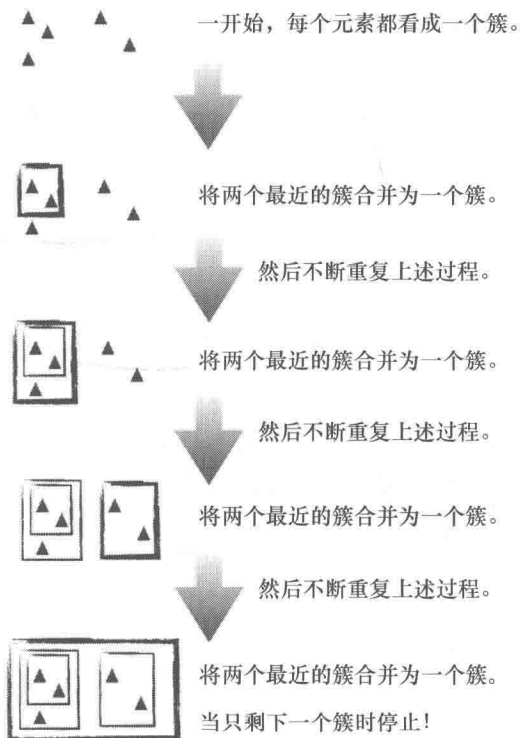 一开始，每个元素都看成一个簇。
将两个最近的簇合并为一个簇。
然后不断重复上述过程。
将两个最近的簇合并为一个簇。
然后不断重复上述过程。
将两个最近的簇合并为一个簇。
然后不断重复上述过程。
将两个最近的簇合并为一个簇。
当只剩下一个簇时停止！